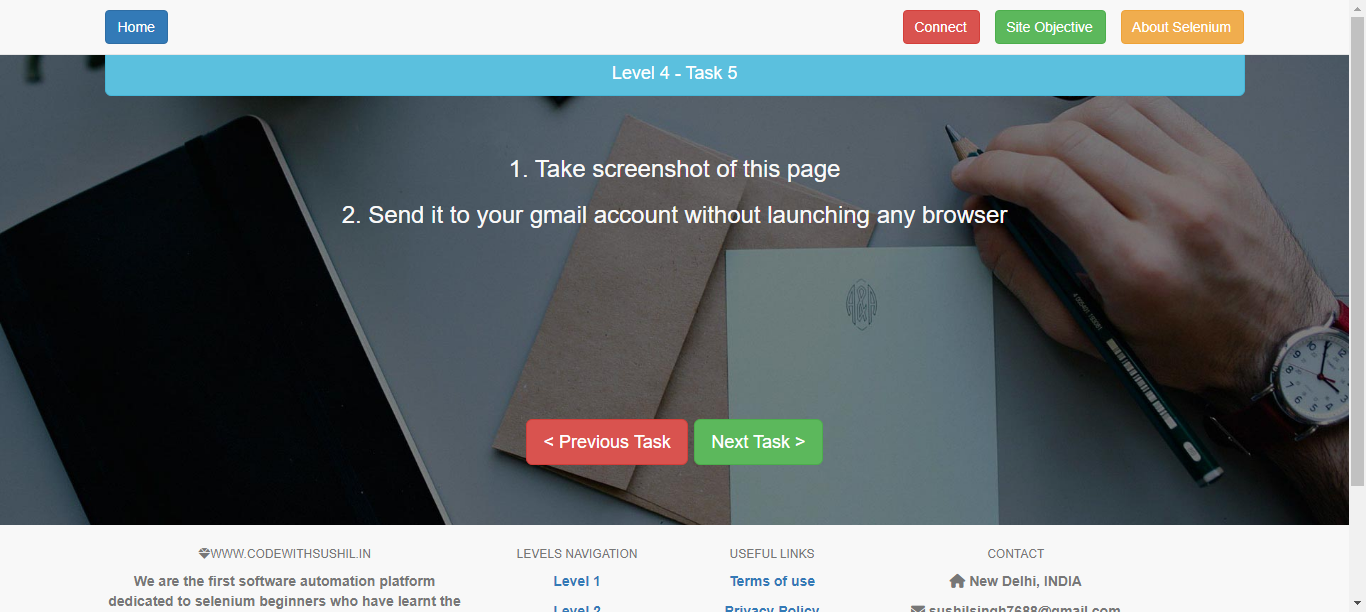 Home
Connect
Site Objective
About Selenium
Level 4 - Task 5
1. Take screenshot of this page
2. Send it to your gmail account without launching any browser
< Previous Task
Next Task >
WWW.CODEWITHSUSHIL.IN
We are the first software automation platform
dedicated to selenium beginners who have learnt the
LEVELS NAVIGATION
Level 1
Level 2
USEFUL LINKS
Terms of use
Privacy Policy
CONTACT
New Delhi, INDIA
sushilsingh7688@gmail.com